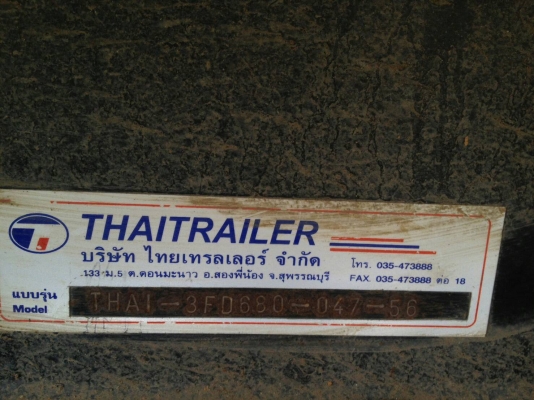 THAITRAILER
บริษัท ไทยเทรลเลอร์ จำกัด
133 ม.5 ต.ดอนมะนาว อ.สองพี่น้อง จ.สุพรรณบุรี
โทร. 035-473888
FAX. 035-473888 ต่อ 18
แบบรุ่น
Model
THAI-3FD680-047-56